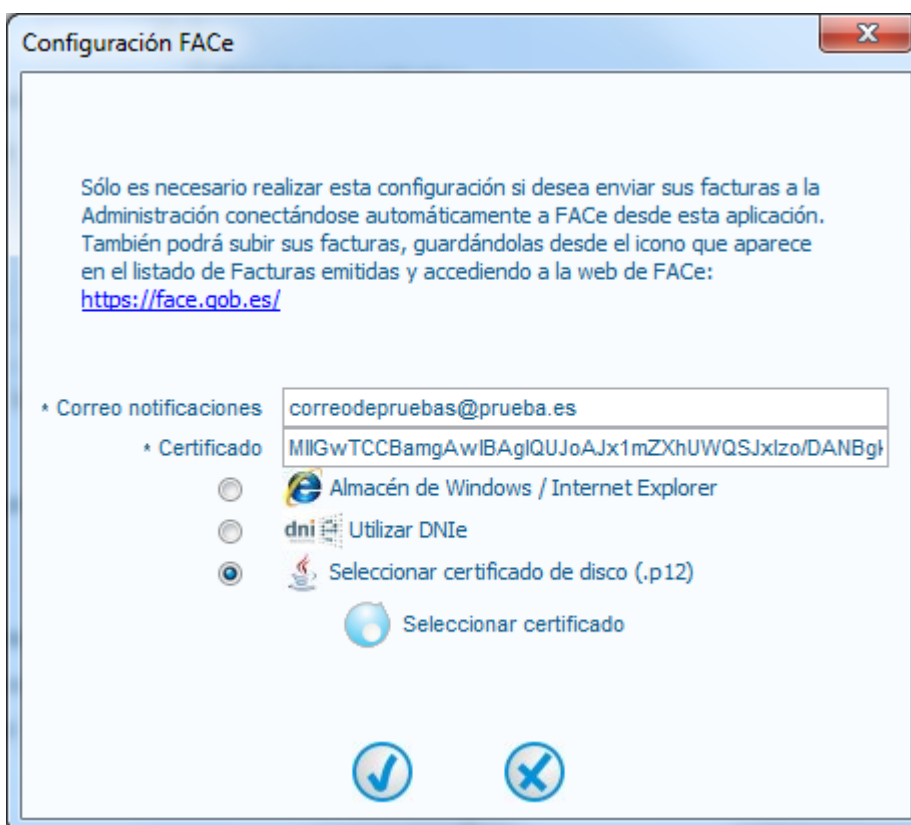 Configuración FACe
Sólo es necesario realizar esta configuración si desea enviar sus facturas a la
Administración conectándose automáticamente a FACe desde esta aplicación.
También podrá subir sus facturas, guardándolas desde el icono que aparece
en el listado de Facturas emitidas y accediendo a la web de FACe:
https://face.gob.es/
* Correo notificaciones correodepruebas@prueba.es
* Certificado
Almacén de Windows / Internet Explorer
dni Utilizar DNIe
Seleccionar certificado de disco (.p12)
Seleccionar certificado